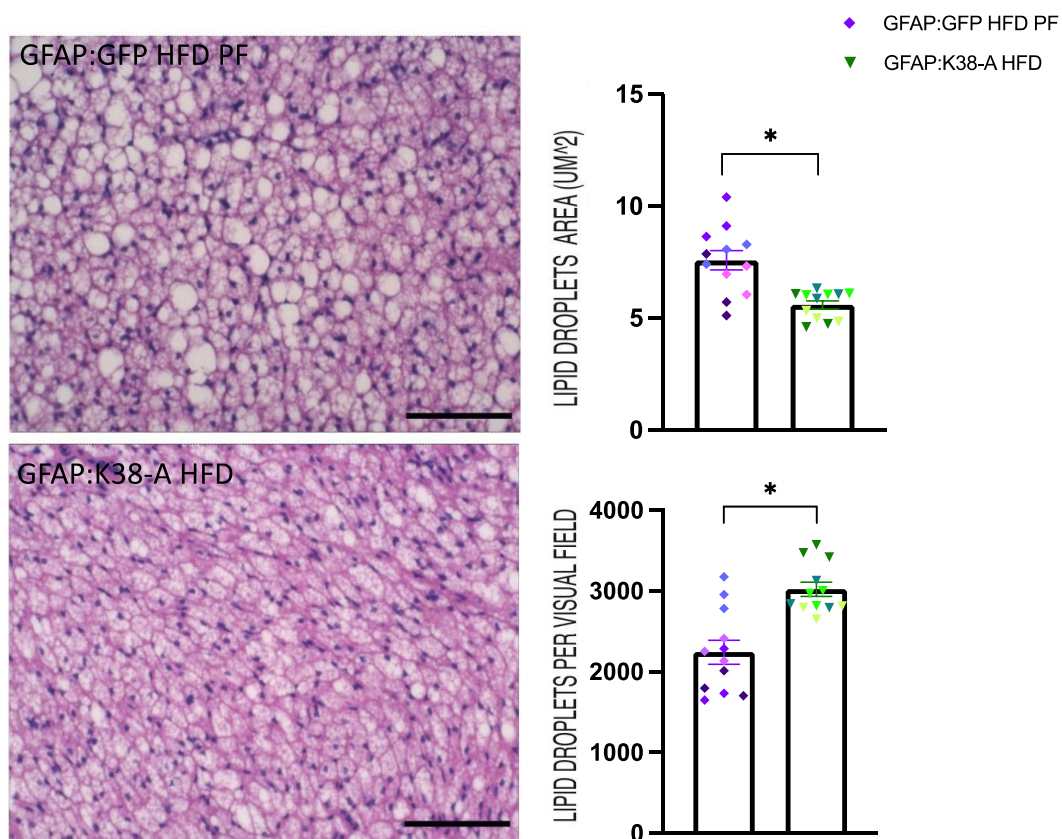 GFAP:GFP HFD PF
GFAP:K38-A HFD
GFAP:GFP HFD PF
15
10
5
0
LIPID DROPLETS AREA (UM^2)
*
GFAP:K38-A HFD
4000
3000
2000
1000
0
LIPID DROPLETS PER VISUAL FIELD
*